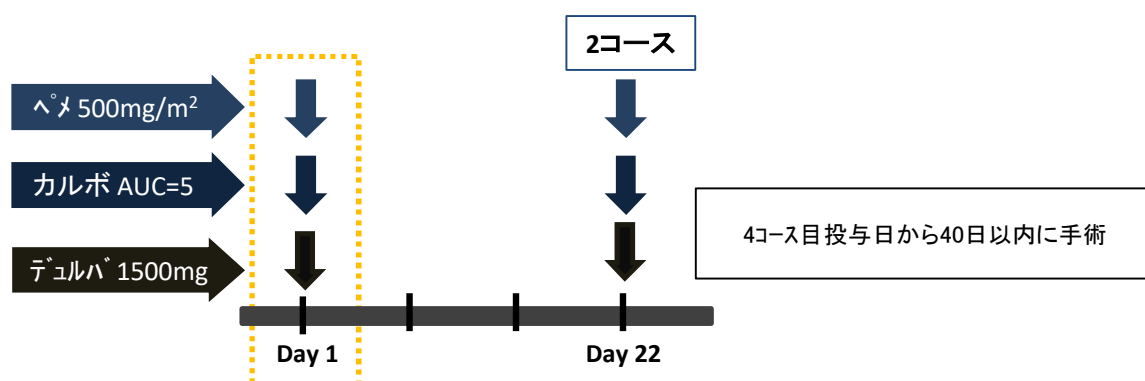 2コース
ペメ 500mg/m²
カルボ AUC=5
デュルバ 1500mg
4コース目投与日から40日以内に手術
Day 1
Day 22